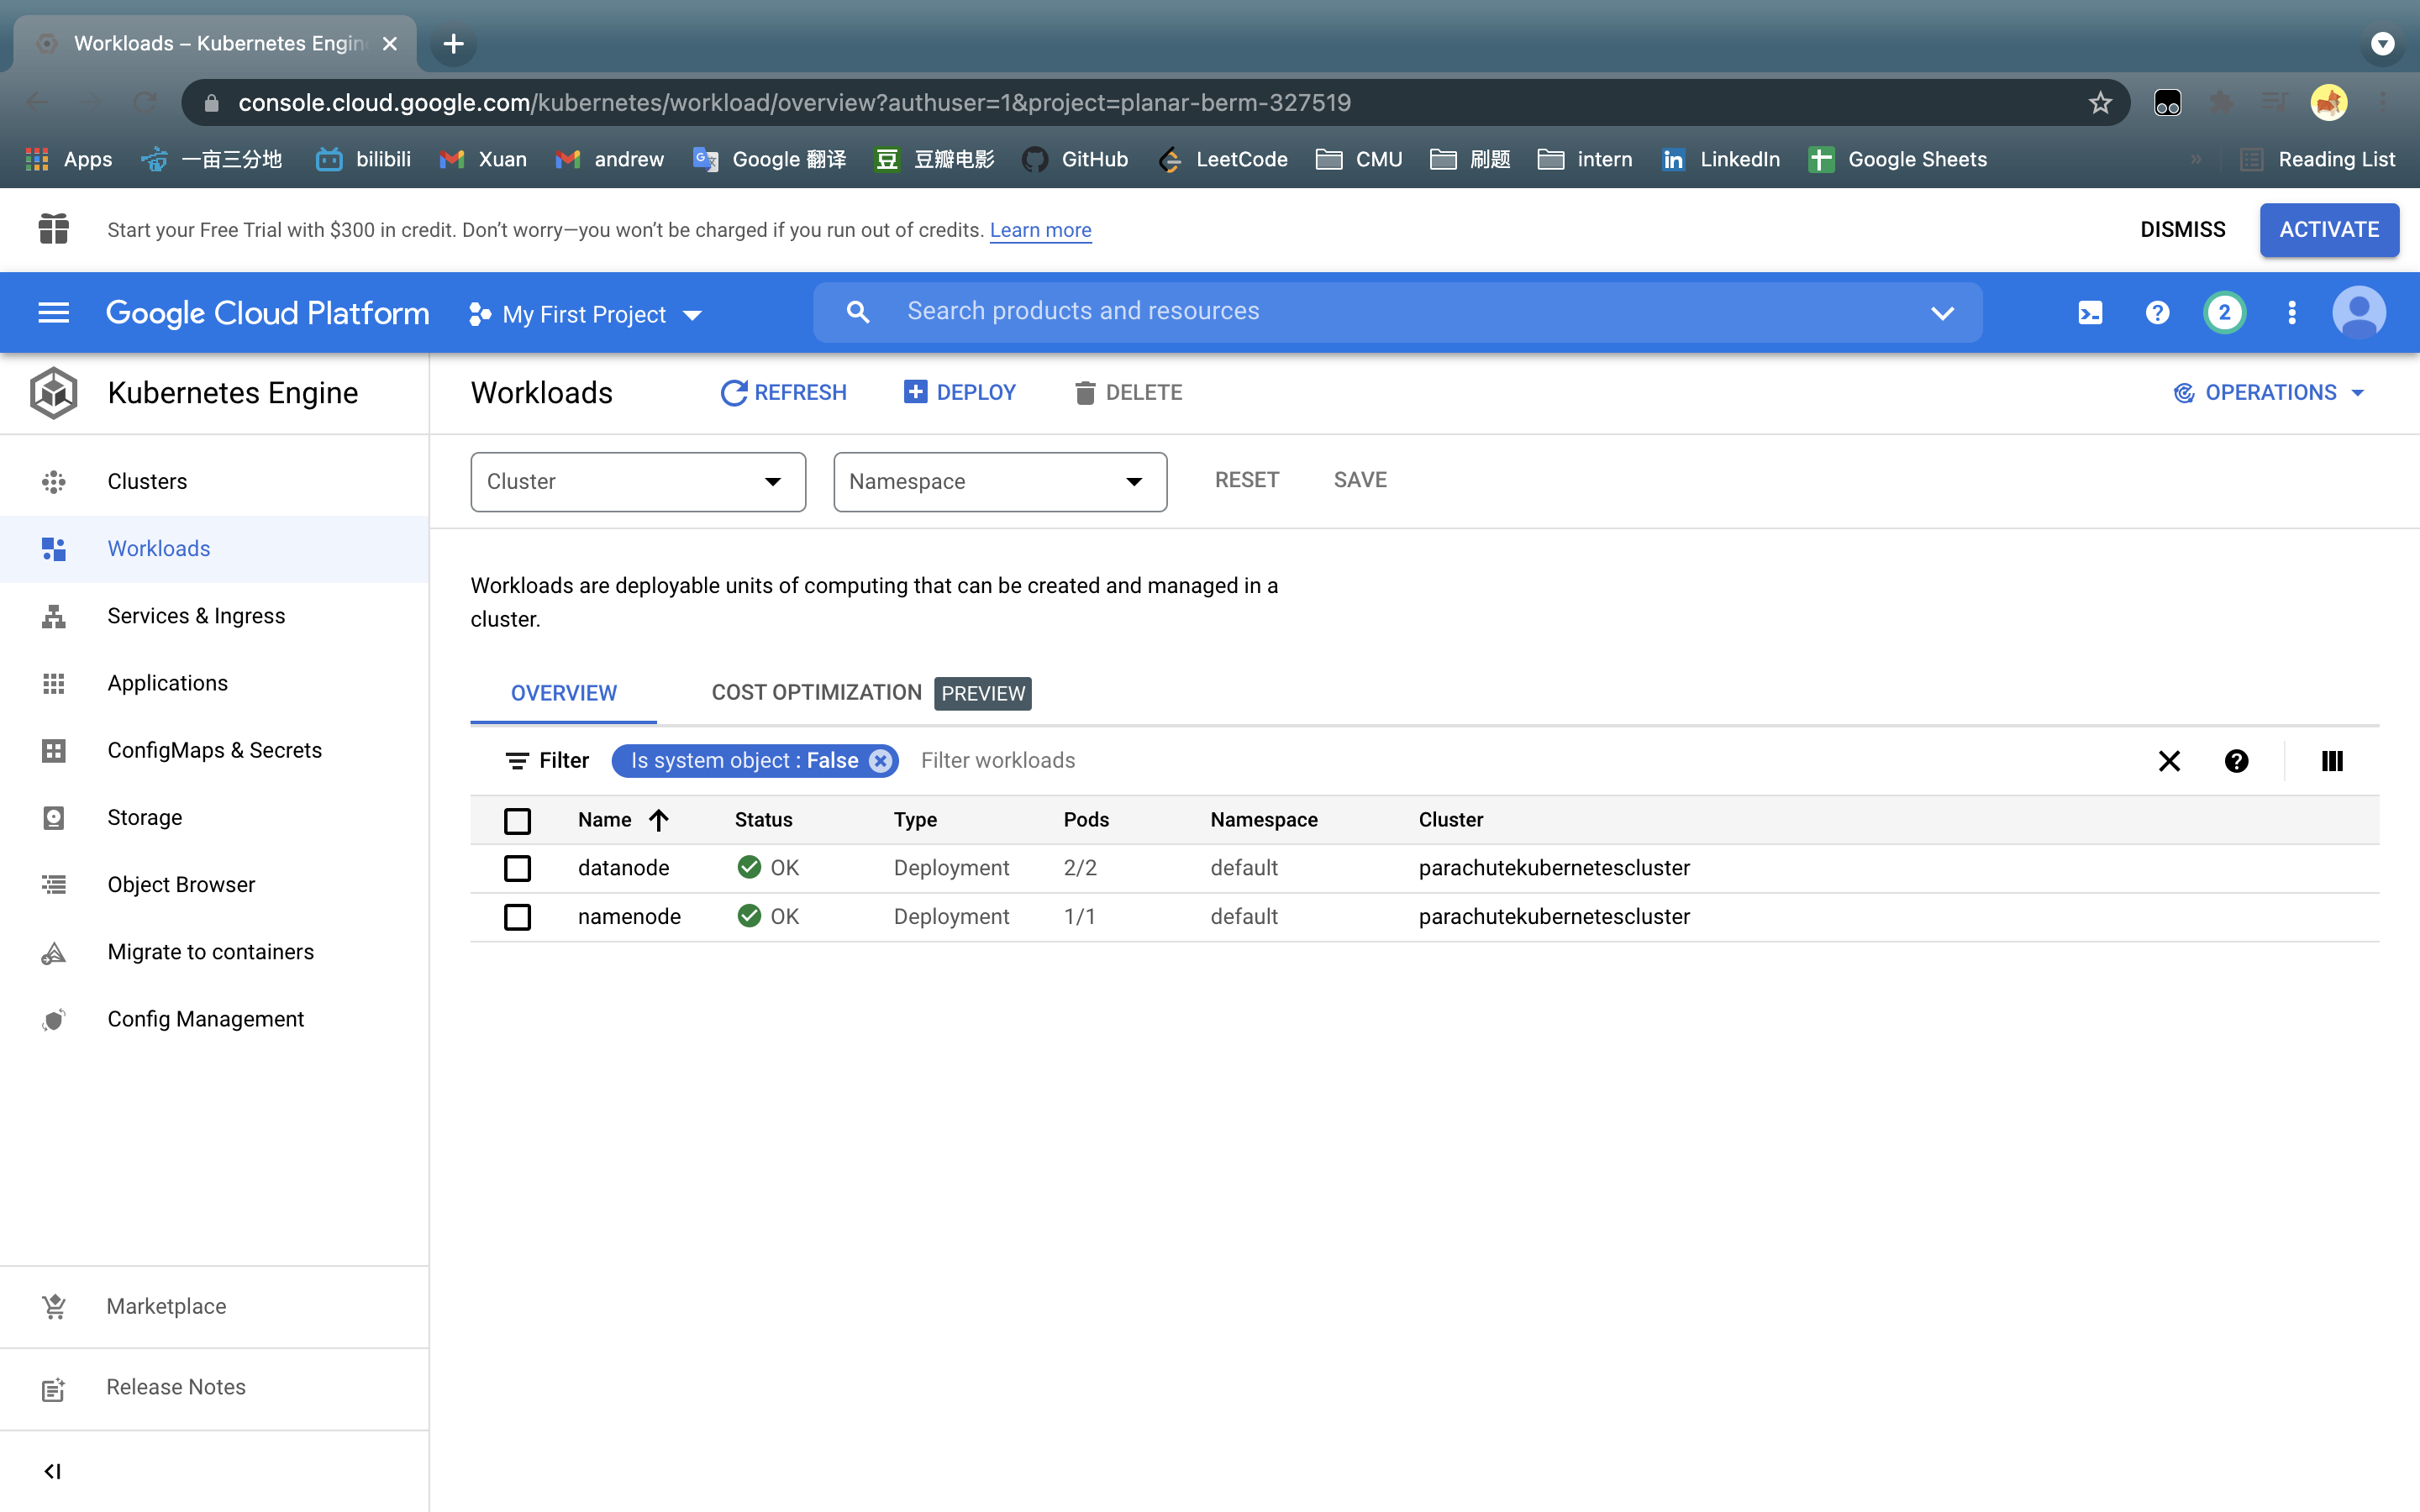 Workloads – Kubernetes Engin
console.cloud.google.com/kubernetes/workload/overview?authuser=1&project=planar-berm-327519
Apps 一亩三分地 bilibili Xuan andrew Google 翻译 豆 豆瓣电影 GitHub LeetCode CMU 刷题 intern in LinkedIn Google Sheets » Reading List
Start your Free Trial with $300 in credit. Don’t worry—you won’t be charged if you run out of credits. Learn more DISMISS ACTIVATE
Google Cloud Platform My First Project Search products and resources ? 2
Kubernetes Engine
Workloads REFRESH DEPLOY DELETE OPERATIONS
Clusters
Workloads
Services & Ingress
Applications
ConfigMaps & Secrets
Storage
Object Browser
Migrate to containers
Config Management
Marketplace
Release Notes
Cluster Namespace RESET SAVE
Workloads are deployable units of computing that can be created and managed in a
cluster.
OVERVIEW COST OPTIMIZATION PREVIEW
Filter Is system object : False Filter workloads ?
Name Status Type Pods Namespace Cluster
datanode OK Deployment 2/2 default parachutekubernetescluster
namenode OK Deployment 1/1 default parachutekubernetescluster